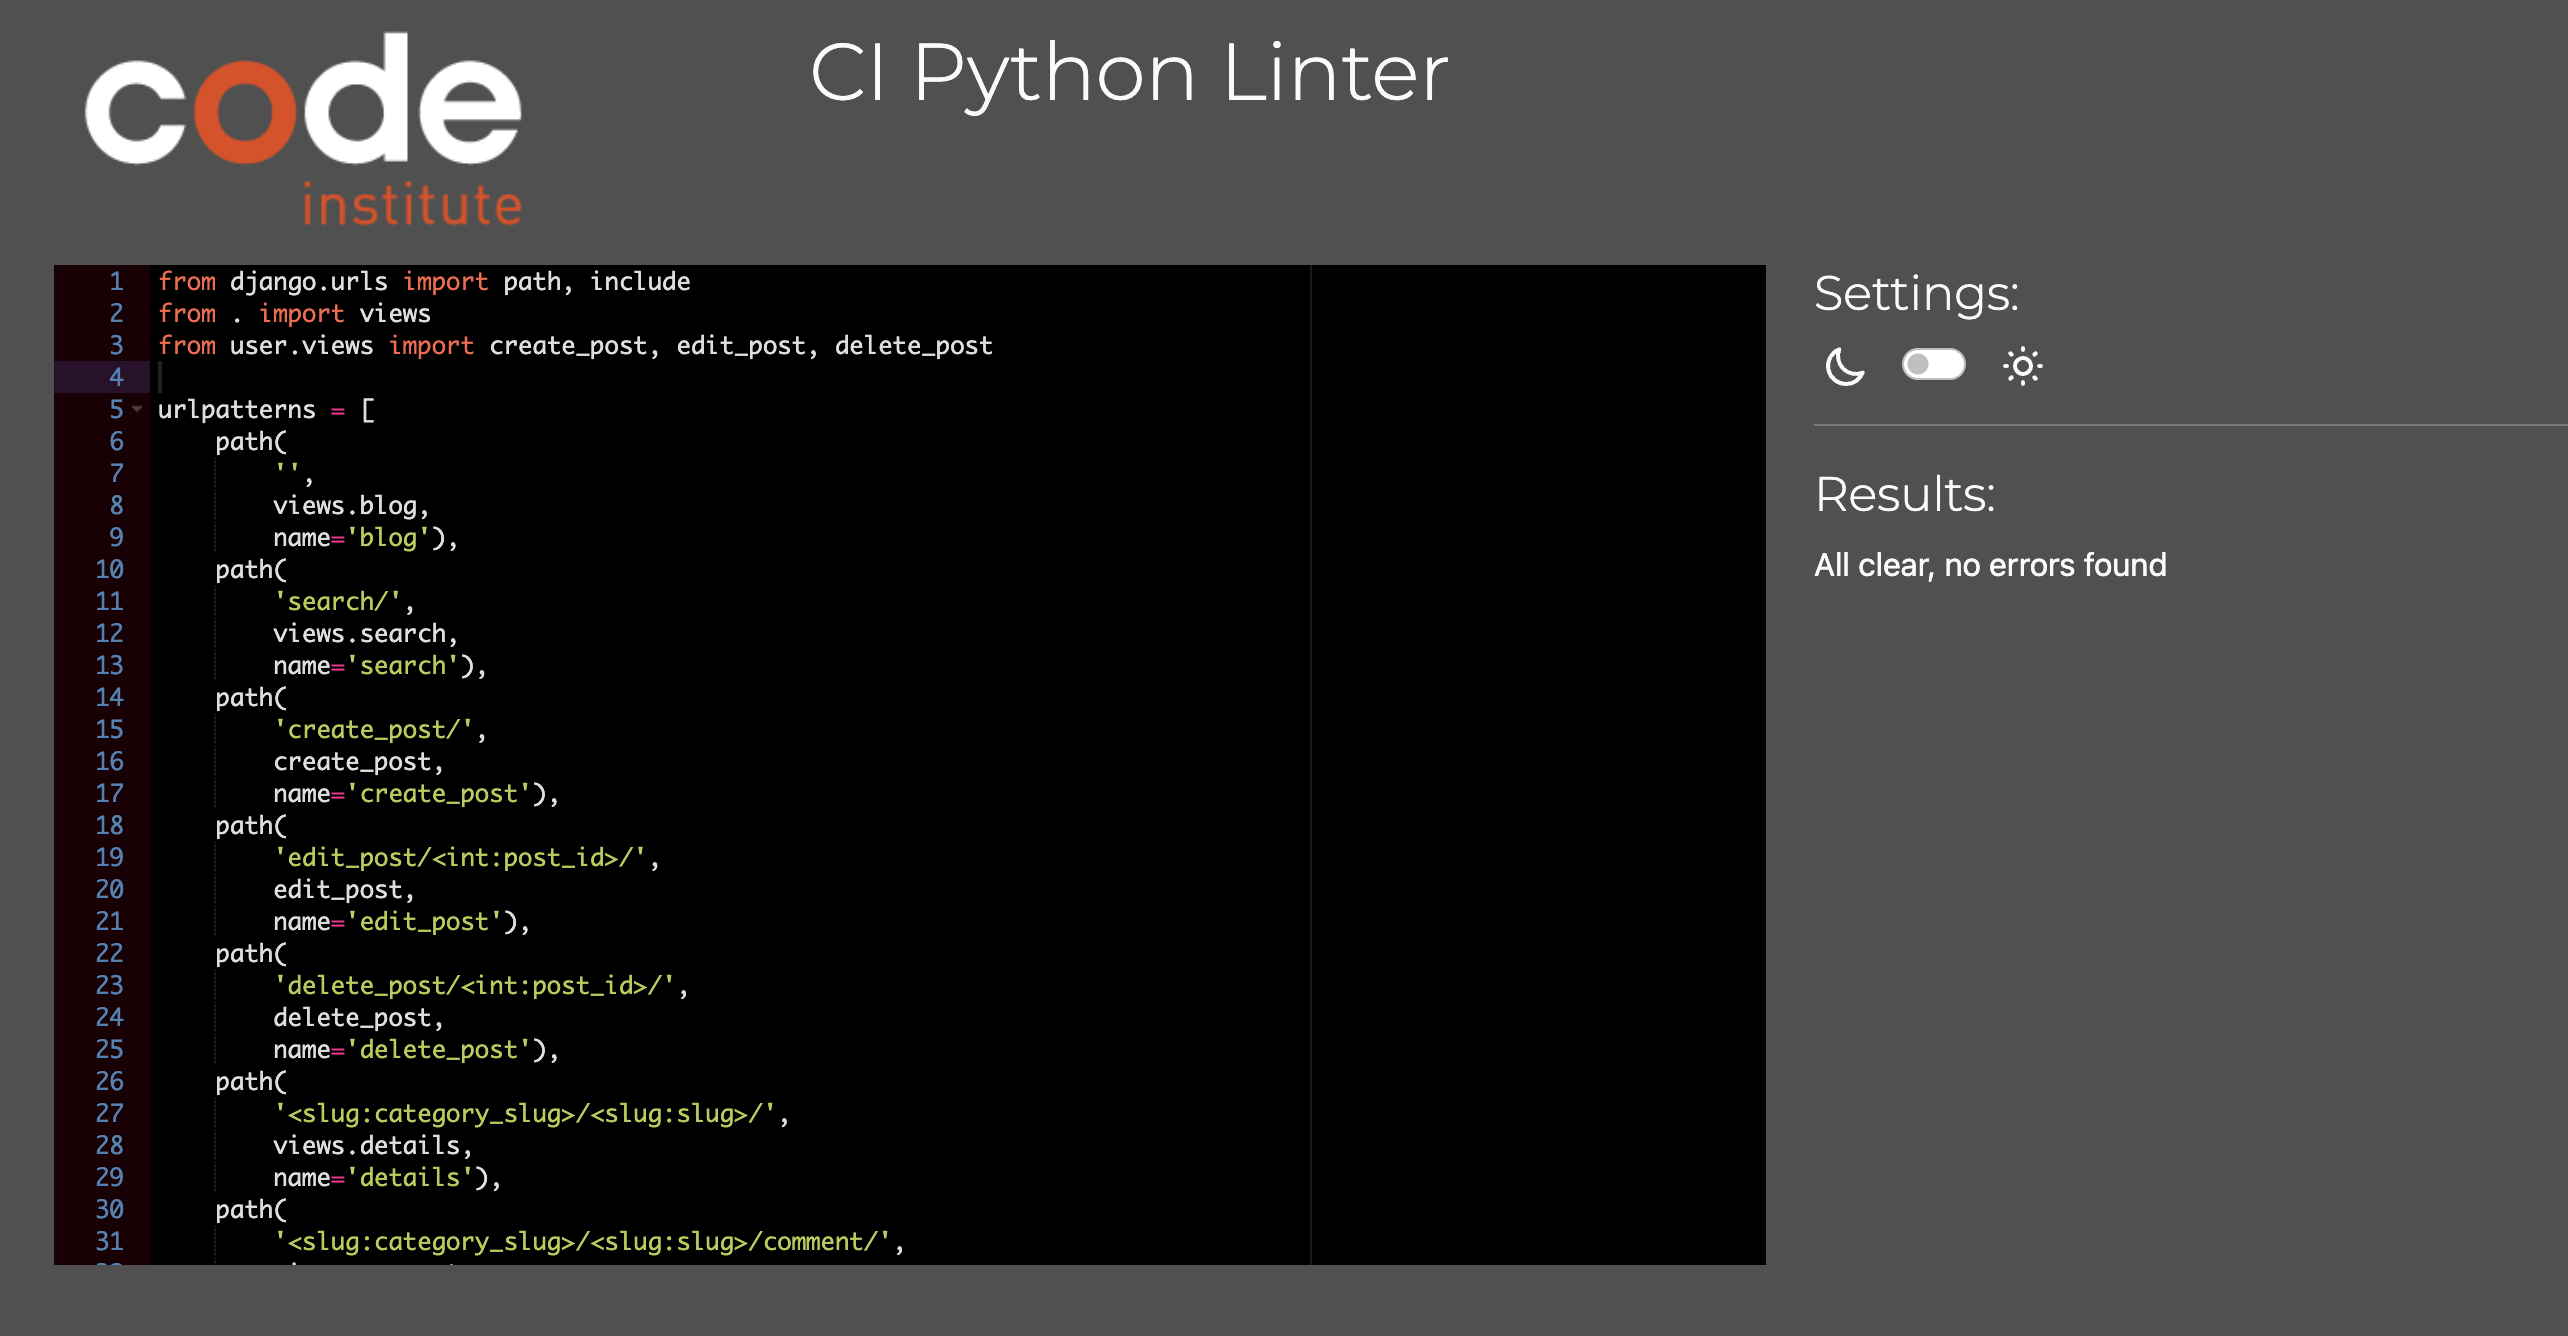 code
institute
CI Python Linter
1 from django.urls import path, include
2 from . import views
3 from user.views import create_post, edit_post, delete_post
4
5 urlpatterns = [
6     path(
7         '',
8         views.blog,
9         name='blog'),
10     path(
11         'search/',
12         views.search,
13         name='search'),
14     path(
15         'create_post/',
16         create_post,
17         name='create_post'),
18     path(
19         'edit_post/<int:post_id>/',
20         edit_post,
21         name='edit_post'),
22     path(
23         'delete_post/<int:post_id>/',
24         delete_post,
25         name='delete_post'),
26     path(
27         '<slug:category_slug>/<slug:slug>/',
28         views.details,
29         name='details'),
30     path(
31         '<slug:category_slug>/<slug:slug>/comment/',
Settings:
Results:
All clear, no errors found